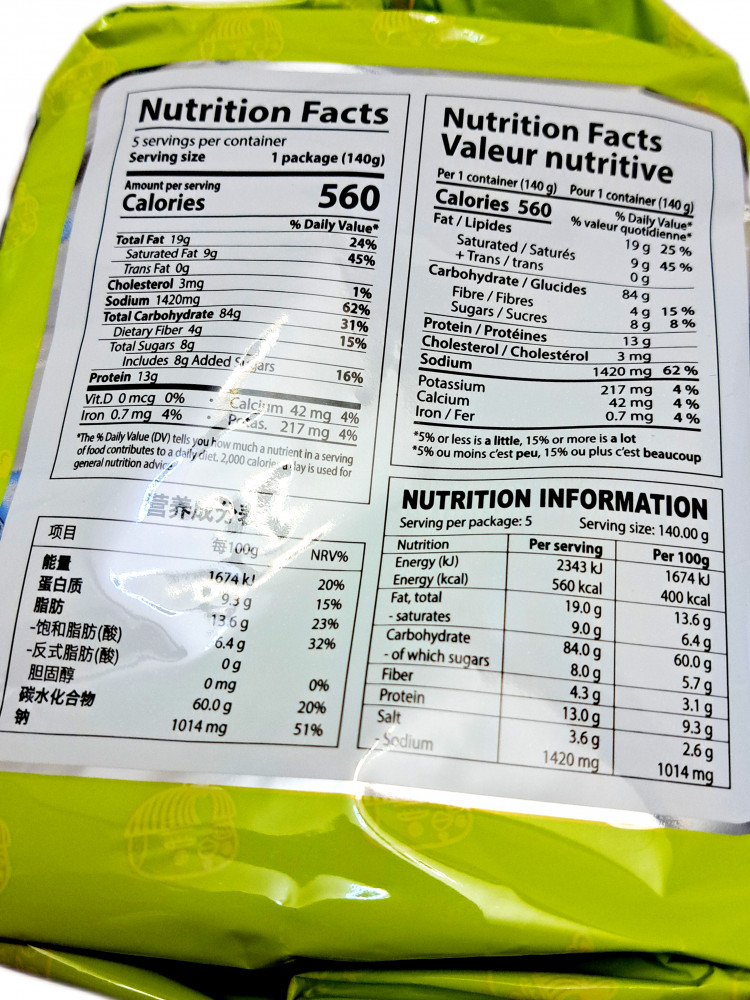 Nutrition Facts
5 servings per container
Serving size 1 package (140g)
Amount per serving
Calories 560
% Daily Value*
Total Fat 19g 24%
Saturated Fat 9g 45%
Trans Fat 0g
Cholesterol 3mg 1%
Sodium 1420mg 62%
Total Carbohydrate 84g 31%
Dietary Fiber 4g 15%
Total Sugars 8g
Includes 8g Added Sugars 16%
Protein 13g
Vit.D 0 mcg 0% • Calcium 42 mg 4%
Iron 0.7 mg 4% • Potas. 217 mg 4%
*The % Daily Value (DV) tells you how much a nutrient in a serving
of food contributes to a daily diet. 2,000 calorie a day is used for
general nutrition advice
Nutrition Facts
Valeur nutritive
Per 1 container (140 g) Pour 1 container (140 g)
Calories 560 % Daily Value*
% valeur quotidienne*
Fat / Lipides 19 g 25 %
Saturated / Saturés 9 g 45 %
+ Trans / trans 0 g
Carbohydrate / Glucides 84 g
Fibre / Fibres 4 g 15 %
Sugars / Sucres 8 g 8 %
Protein / Protéines 13 g
Cholesterol / Cholestérol 3 mg
Sodium 1420 mg 62 %
Potassium 217 mg 4 %
Calcium 42 mg 4 %
Iron / Fer 0.7 mg 4 %
*5% or less is a little, 15% or more is a lot
*5% ou moins c'est peu, 15% ou plus c'est beaucoup
营养成分表
项目 每100g NRV%
能量 1674 kJ 20%
蛋白质 9.3 g 15%
脂肪 13.6 g 23%
-饱和脂肪(酸) 6.4 g 32%
-反式脂肪(酸) 0 g
胆固醇 0 mg 0%
碳水化合物 60.0 g 20%
钠 1014 mg 51%
NUTRITION INFORMATION
Serving per package: 5 Serving size: 140.00 g
Nutrition Per serving Per 100g
Energy (kJ) 2343 kJ 1674 kJ
Energy (kcal) 560 kcal 400 kcal
Fat, total 19.0 g 13.6 g
- saturates 9.0 g 6.4 g
Carbohydrate 84.0 g 60.0 g
- of which sugars 8.0 g 5.7 g
Fiber 4.3 g 3.1 g
Protein 13.0 g 9.3 g
Salt 3.6 g 2.6 g
- Sodium 1420 mg 1014 mg